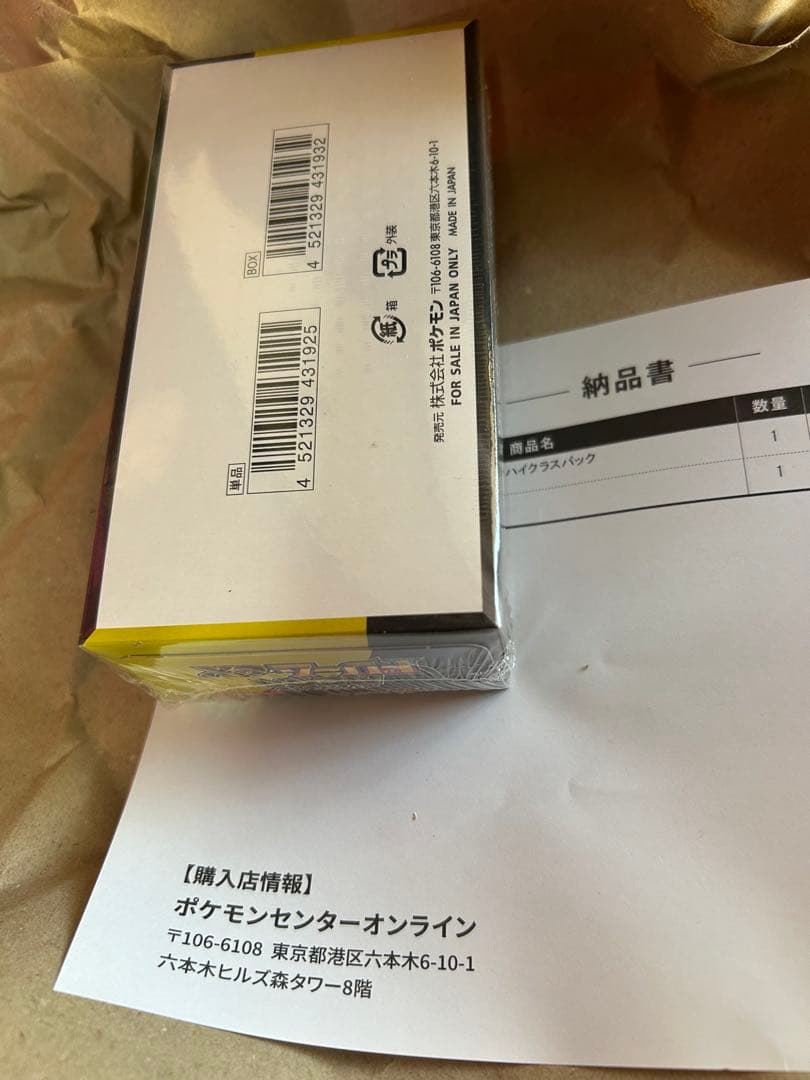 単品
4 521329 431925
BOX
4 521329 431932
紙
箱
プラ
外装
発売元 株式会社 ポケモン 〒106-6108 東京都港区六本木6-10-1
FOR SALE IN JAPAN ONLY MADE IN JAPAN
納品書
商品名 数量
1
ハイクラスパック 1
【購入店情報】
ポケモンセンターオンライン
〒106-6108 東京都港区六本木6-10-1
六本木ヒルズ森タワー8階